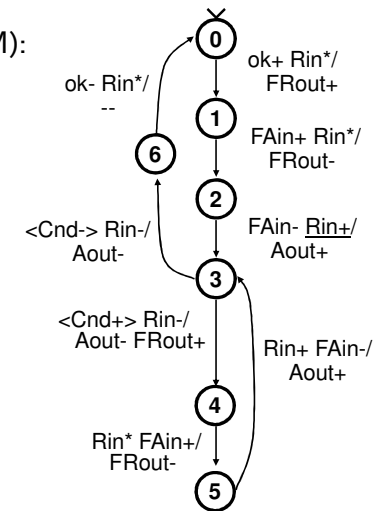 M):
0
ok+ Rin*/
FRout+
ok- Rin*/
--
1
FAin+ Rin*/
FRout-
6
2
FAin- Rin+/
Aout+
<Cnd-> Rin-/
Aout-
3
<Cnd+> Rin-/
Aout- FRout+
Rin+ FAin-/
Aout+
4
Rin* FAin+/
FRout-
5